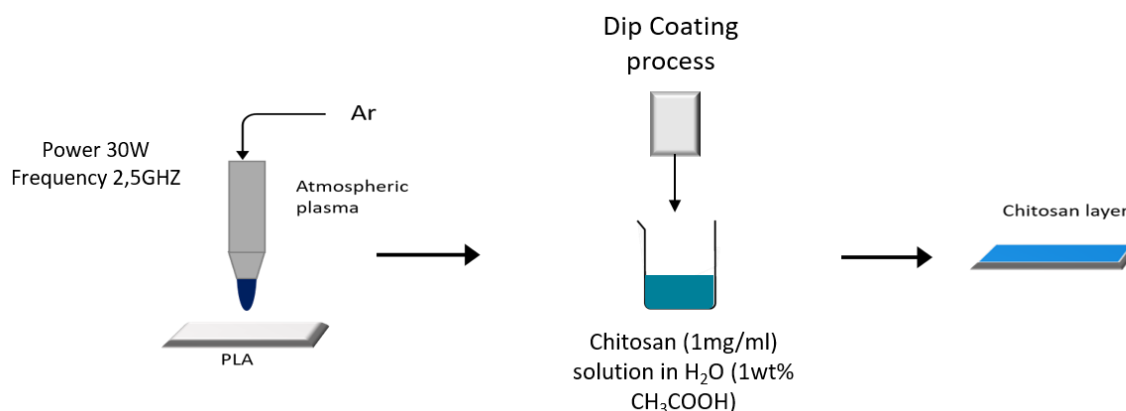 Power 30W
Frequency 2,5GHZ
Ar
Atmospheric
plasma
PLA
Dip Coating
process
Chitosan (1mg/ml)
solution in H₂O (1wt%
CH₃COOH)
Chitosan layer